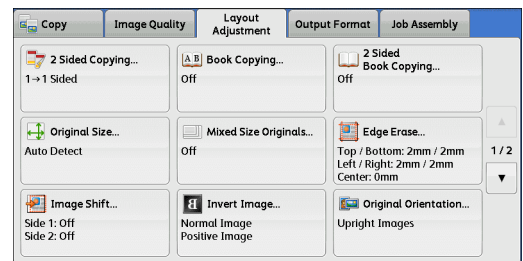 Copy
Image Quality
Layout
Adjustment
Output Format
Job Assembly
2 Sided Copying...
1→1 Sided
A B
Book Copying...
Off
2 Sided
Book Copying...
Off
Original Size...
Auto Detect
Mixed Size Originals...
Off
Edge Erase...
Top / Bottom: 2mm / 2mm
Left / Right: 2mm / 2mm
Center: 0mm
1 / 2
Image Shift...
Side 1: Off
Side 2: Off
Invert Image...
Normal Image
Positive Image
Original Orientation...
Upright Images